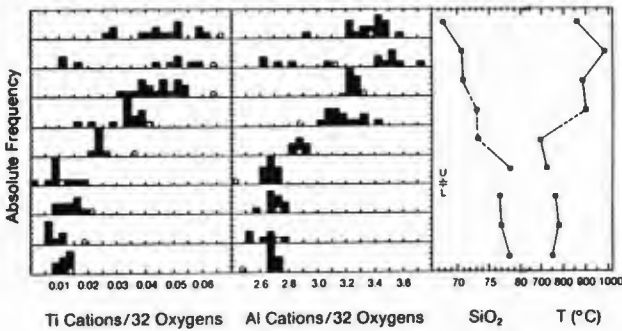 Absolute Frequency
0.01 0.02 0.03 0.04 0.05 0.06 2.6 2.8 3.0 3.2 3.4 3.6 70 75 80 700 800 900 1000
Ti Cations/32 Oxygens Al Cations/32 Oxygens SiO₂ T (°C)